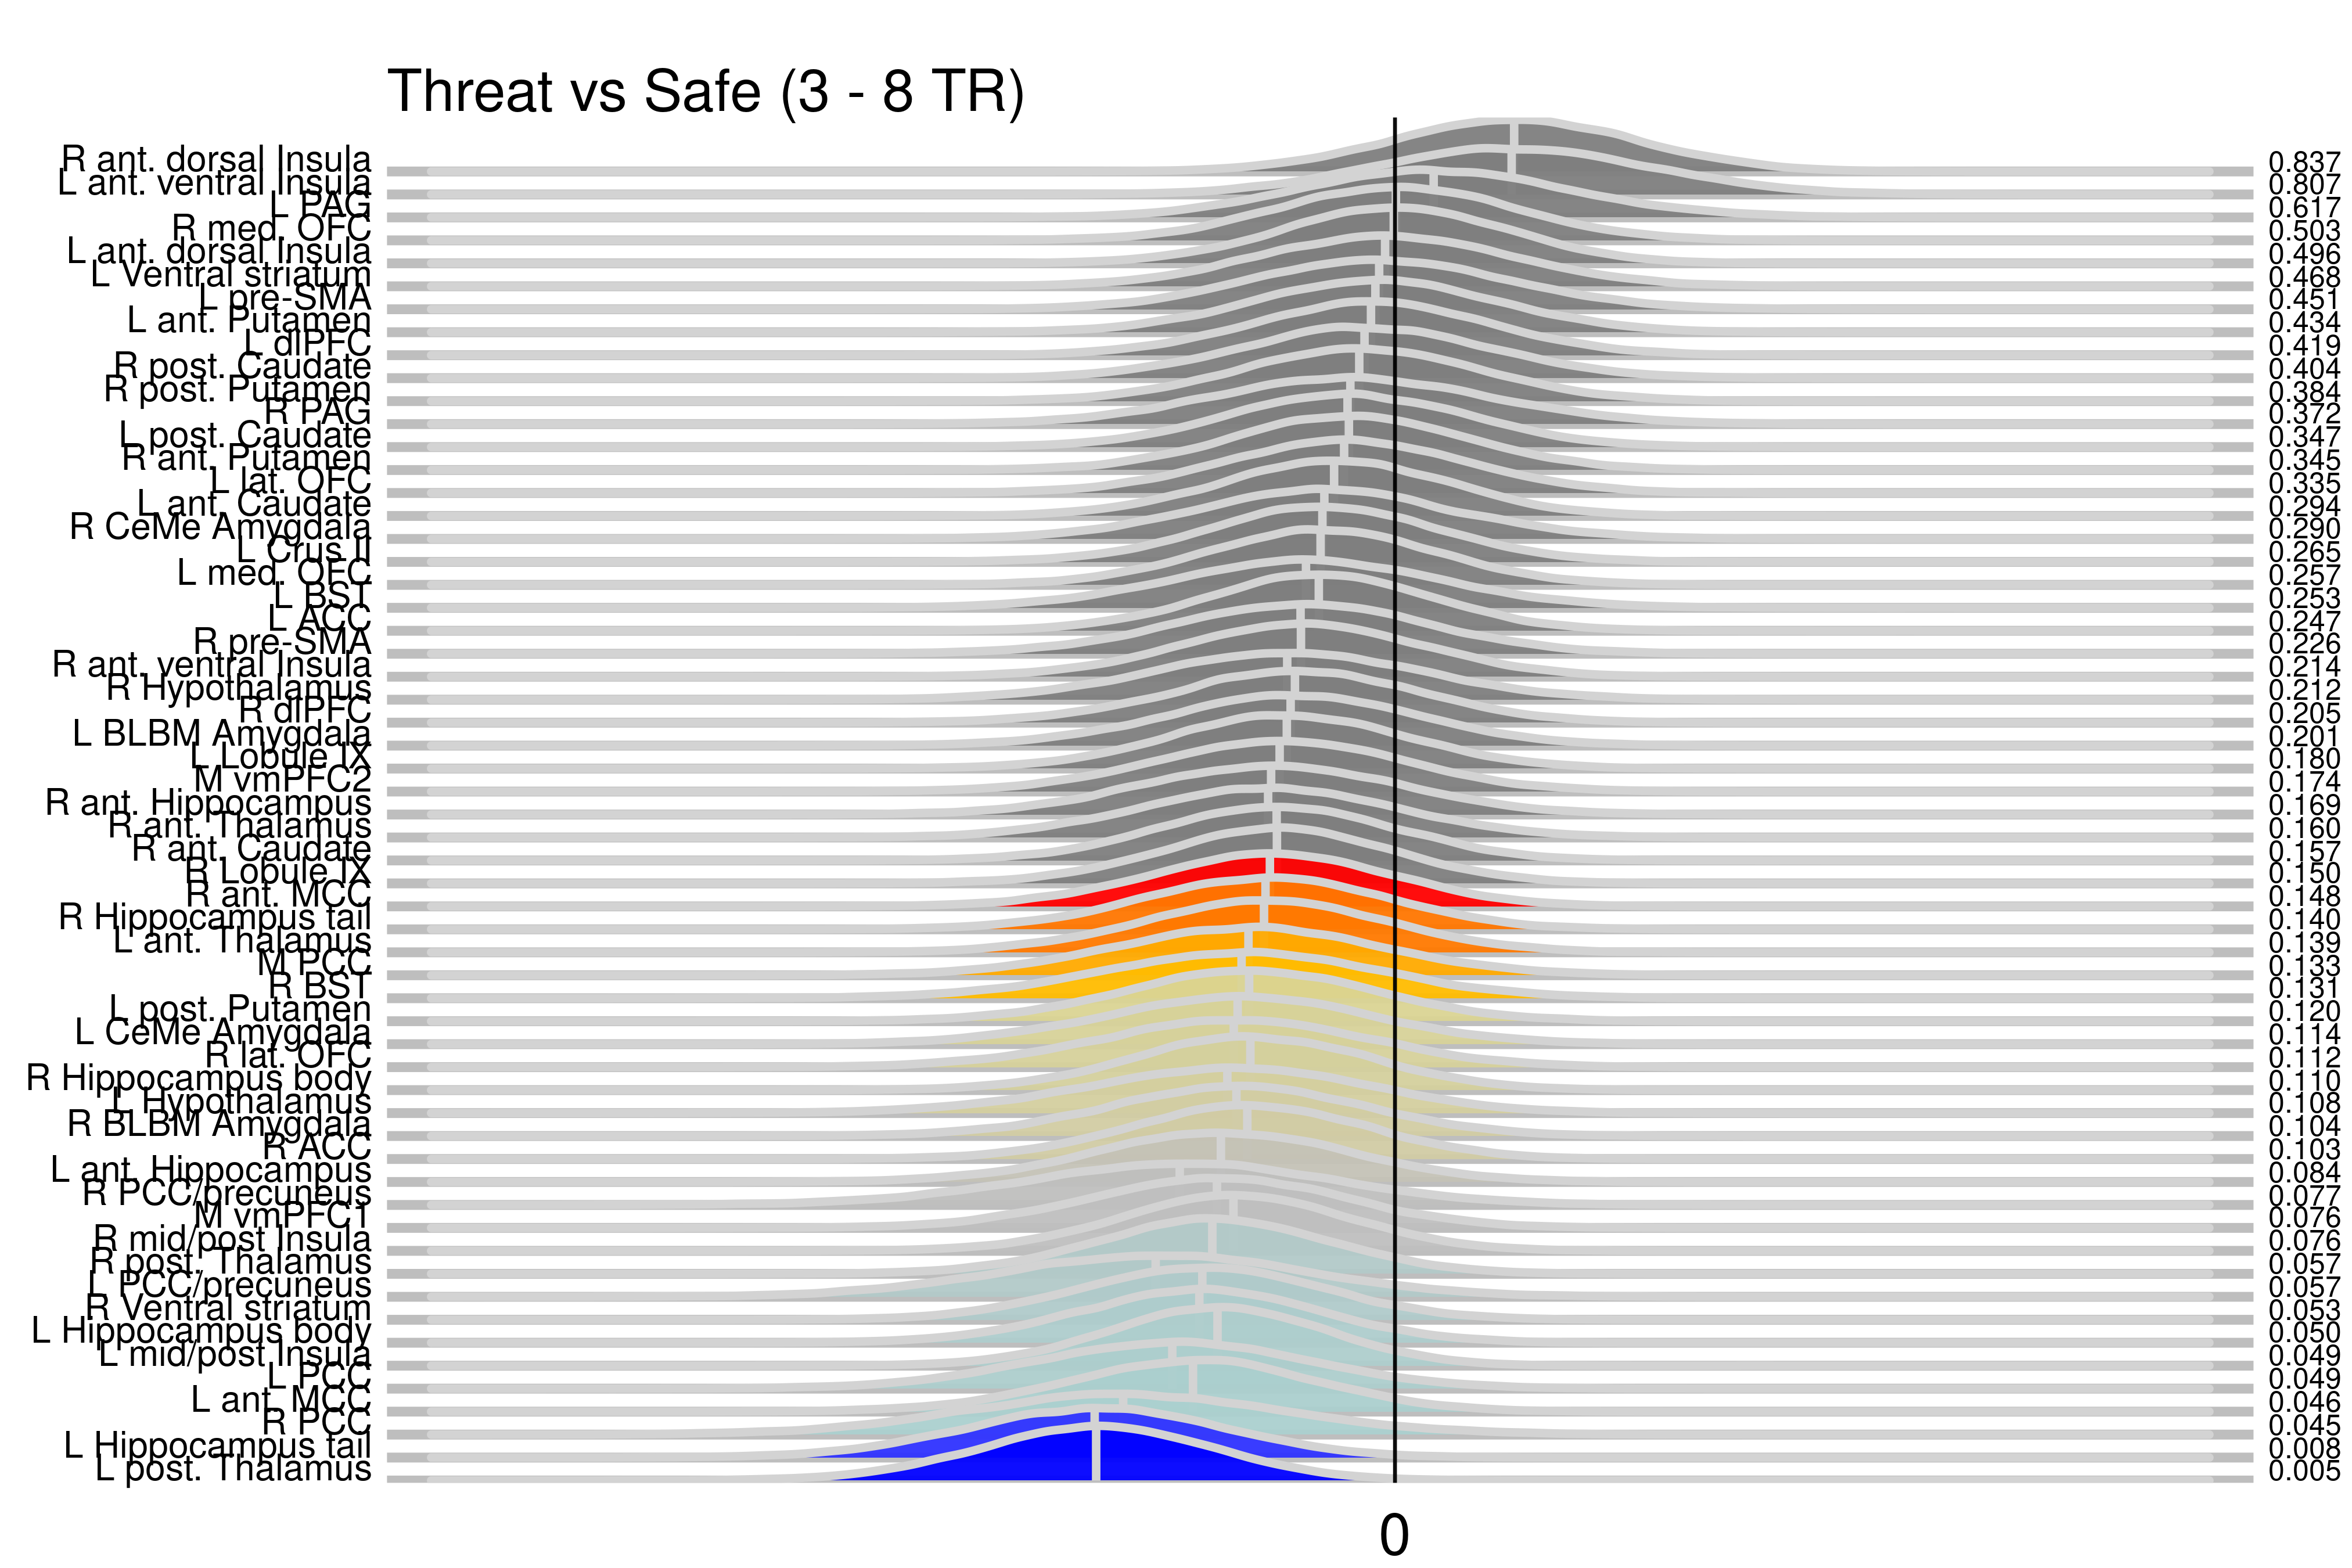 Threat vs Safe (3 - 8 TR)
R ant. dorsal Insula 0.837
L ant. ventral Insula 0.807
L PAG 0.617
R med. OFC 0.503
L ant. dorsal Insula 0.496
L Ventral striatum 0.468
L pre-SMA 0.451
L ant. Putamen 0.434
L dlPFC 0.419
R post. Caudate 0.404
R post. Putamen 0.384
R PAG 0.372
L post. Caudate 0.347
R ant. Putamen 0.345
L lat. OFC 0.335
L ant. Caudate 0.294
R CeMe Amygdala 0.290
L Crus II 0.265
L med. OFC 0.257
L BST 0.253
L ACC 0.247
R pre-SMA 0.226
R ant. ventral Insula 0.214
R Hypothalamus 0.212
R dlPFC 0.205
L BLBM Amygdala 0.201
L Lobule IX 0.180
M vmPFC2 0.174
R ant. Hippocampus 0.169
R ant. Thalamus 0.160
R ant. Caudate 0.157
R Lobule IX 0.150
R ant. MCC 0.148
R Hippocampus tail 0.140
L ant. Thalamus 0.139
M PCC 0.133
R BST 0.131
L post. Putamen 0.120
L CeMe Amygdala 0.114
R lat. OFC 0.112
R Hippocampus body 0.110
L Hypothalamus 0.108
R BLBM Amygdala 0.104
R ACC 0.103
L ant. Hippocampus 0.084
R PCC/precuneus 0.077
M vmPFC1 0.076
R mid/post Insula 0.076
R post. Thalamus 0.057
L PCC/precuneus 0.057
R Ventral striatum 0.053
L Hippocampus body 0.050
L mid/post Insula 0.049
L PCC 0.049
L ant. MCC 0.046
R PCC 0.045
L Hippocampus tail 0.008
L post. Thalamus 0.005
0